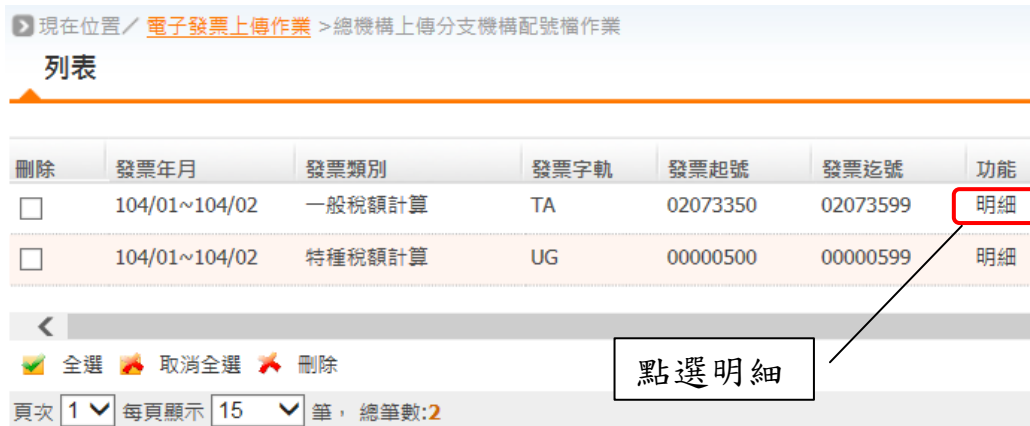 現在位置／ 電子發票上傳作業 >總機構上傳分支機構配號檔作業
列表
刪除 發票年月 發票類別 發票字軌 發票起號 發票迄號 功能
104/01~104/02 一般稅額計算 TA 02073350 02073599 明細
104/01~104/02 特種稅額計算 UG 00000500 00000599 明細
全選 取消全選 刪除
點選明細
頁次 1 每頁顯示 15 筆， 總筆數:2